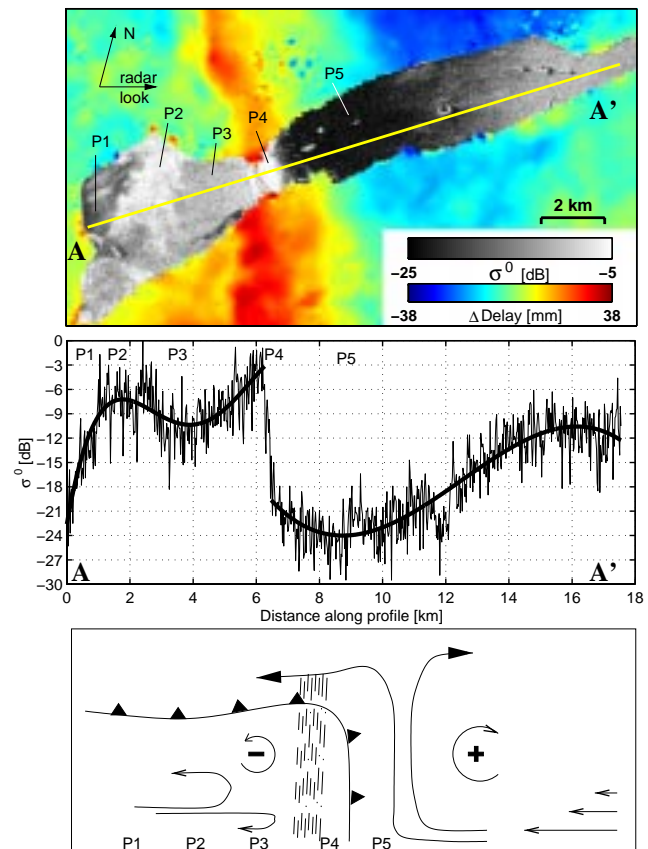 N
radar
look
P1
P2
P3
P4
P5
A
A’
2 km
−25 σ⁰ [dB] −5
−38 Δ Delay [mm] 38
P1 P2 P3 P4 P5
0
−3
−6
−9
−12
−15
−18
−21
−24
−27
−30
σ⁰ [dB]
A A’
0 2 4 6 8 10 12 14 16 18
Distance along profile [km]
− +
P1 P2 P3 P4 P5